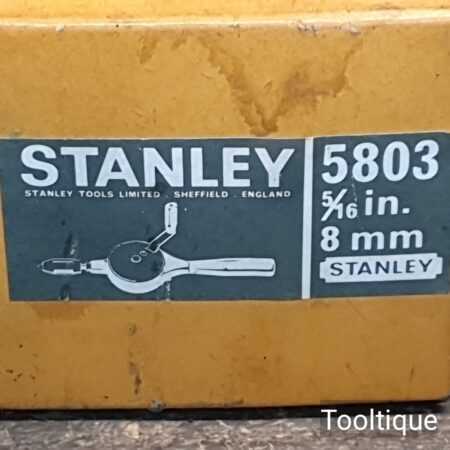 STANLEY
STANLEY TOOLS LIMITED . SHEFFIELD . ENGLAND
5803
5/16 in.
8 mm
STANLEY
Tooltique